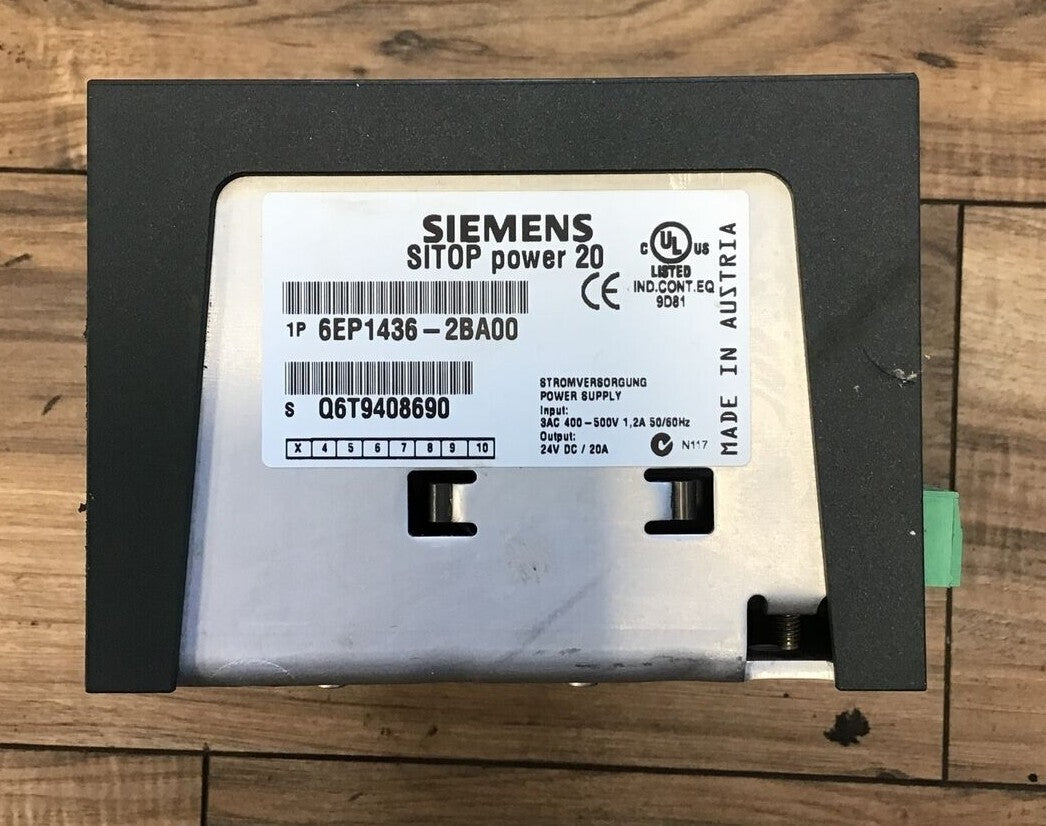 SIEMENS
SITOP power 20
C UL US
LISTED
IND.CONT.EQ
9D81
CE
1P 6EP1436-2BA00
S Q6T9408690
X 4 5 6 7 8 9 10
STROMVERSORGUNG
POWER SUPPLY
Input:
3AC 400-500V 1,2A 50/60Hz
Output:
24V DC / 20A
N117
MADE IN AUSTRIA